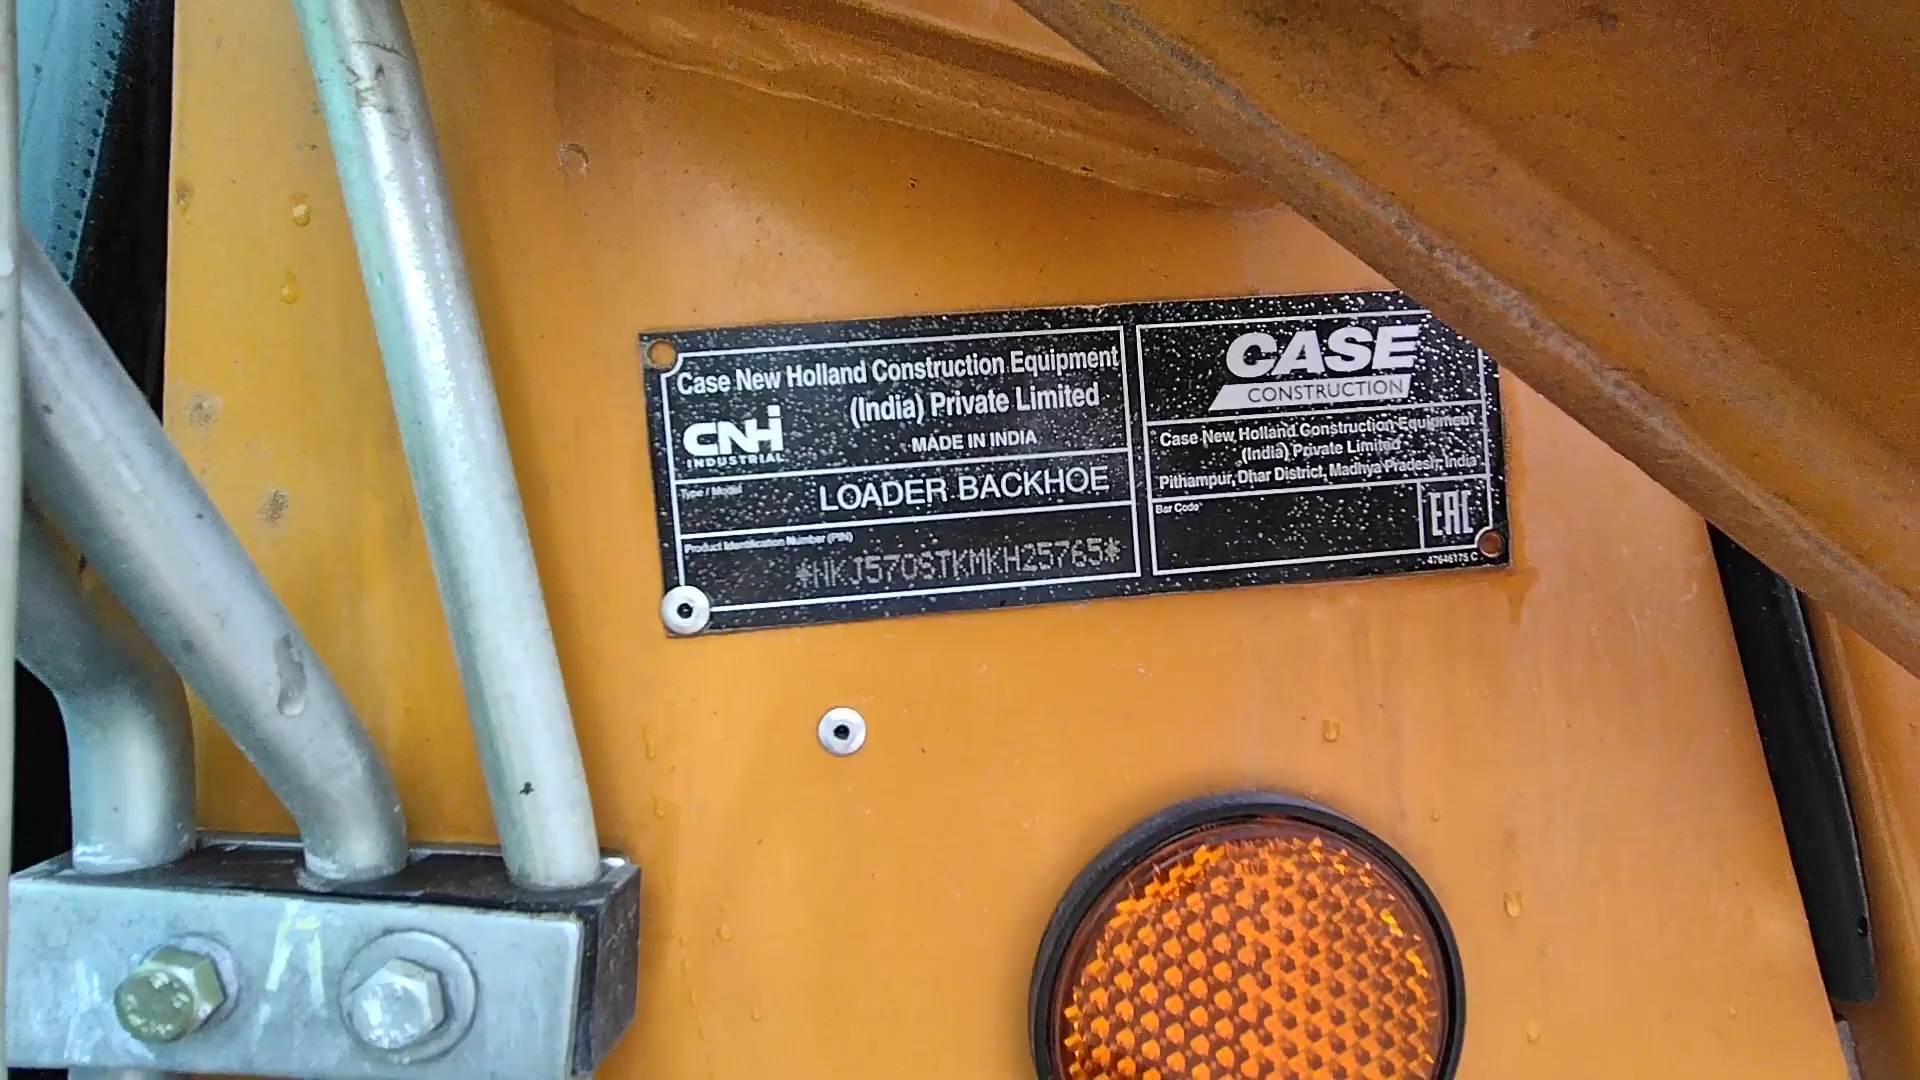 Case New Holland Construction Equipment
(India) Private Limited
CNH
INDUSTRIAL
MADE IN INDIA
Type / Model
LOADER BACKHOE
Product Identification Number (PIN)
*HKJ570STKMKH25765*
CASE
CONSTRUCTION
Case New Holland Construction Equipment
(India) Private Limited
Pithampur, Dhar District, Madhya Pradesh, India
Bar Code
EAC
47646175 C